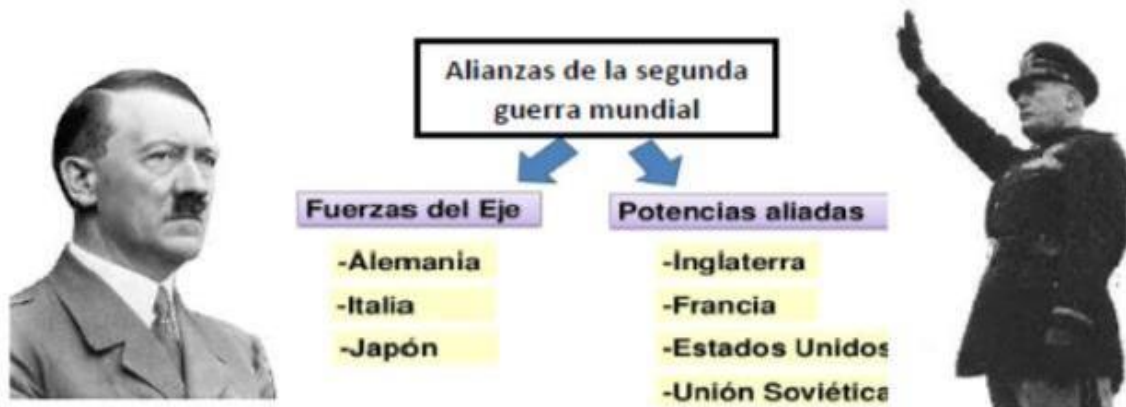 Alianzas de la segunda
guerra mundial
Fuerzas del Eje
-Alemania
-Italia
-Japón
Potencias aliadas
-Inglaterra
-Francia
-Estados Unidos
-Unión Soviética